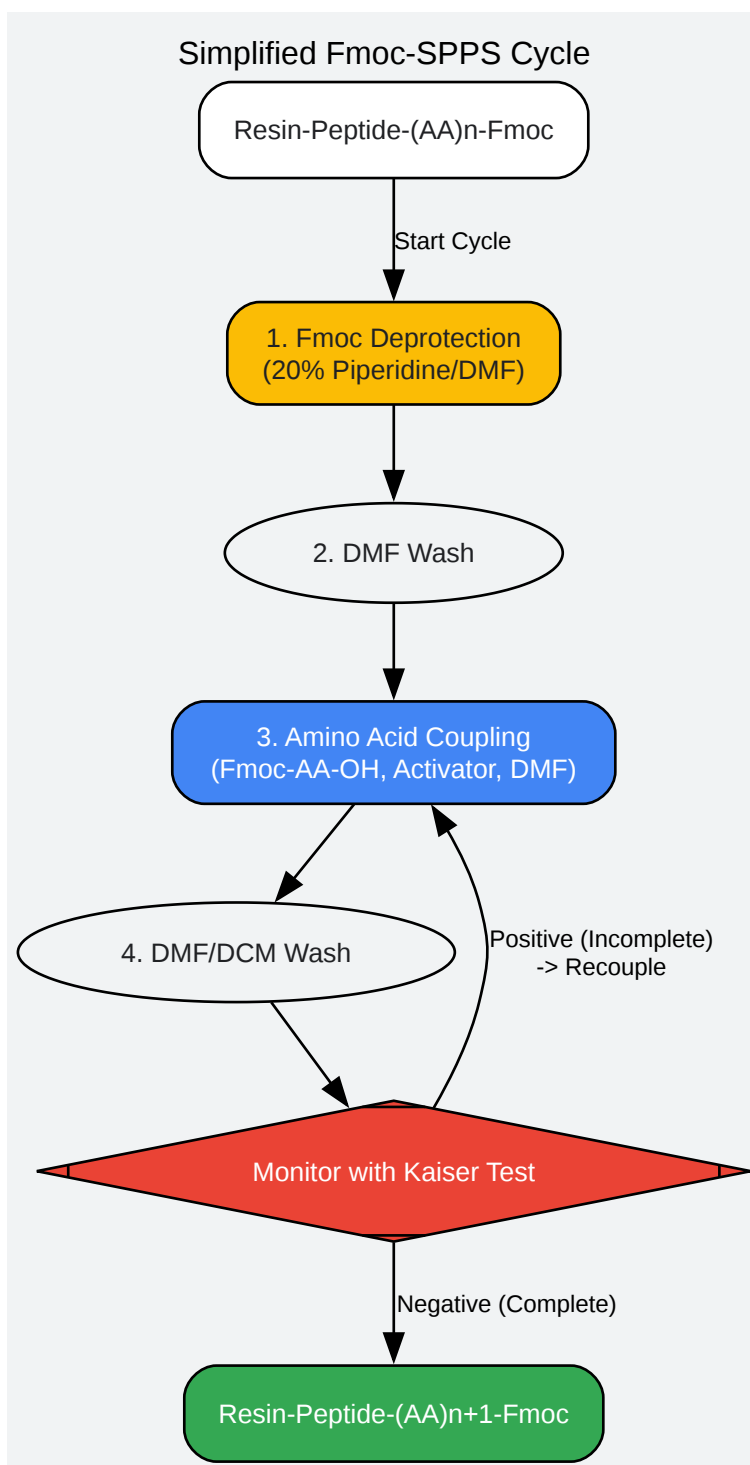 Simplified Fmoc-SPPS Cycle
Resin-Peptide-(AA)n-Fmoc
Start Cycle
1. Fmoc Deprotection
(20% Piperidine/DMF)
2. DMF Wash
3. Amino Acid Coupling
(Fmoc-AA-OH, Activator, DMF)
4. DMF/DCM Wash
Positive (Incomplete)
-> Recouple
Monitor with Kaiser Test
Negative (Complete)
Resin-Peptide-(AA)n+1-Fmoc